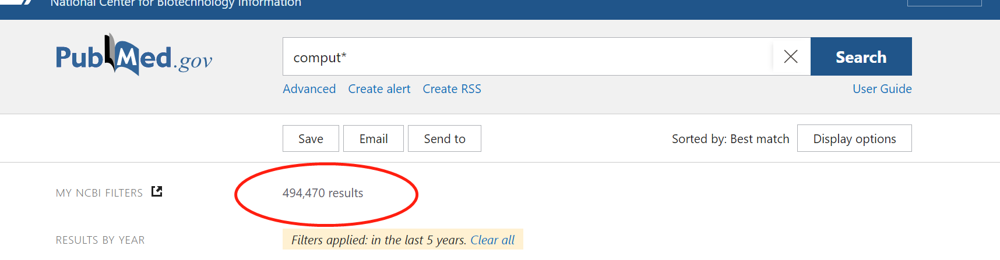 National Center for Biotechnology Information
PubMed.gov
comput*
Search
Advanced Create alert Create RSS User Guide
Save Email Send to Sorted by: Best match Display options
MY NCBI FILTERS 494,470 results
RESULTS BY YEAR Filters applied: in the last 5 years. Clear all